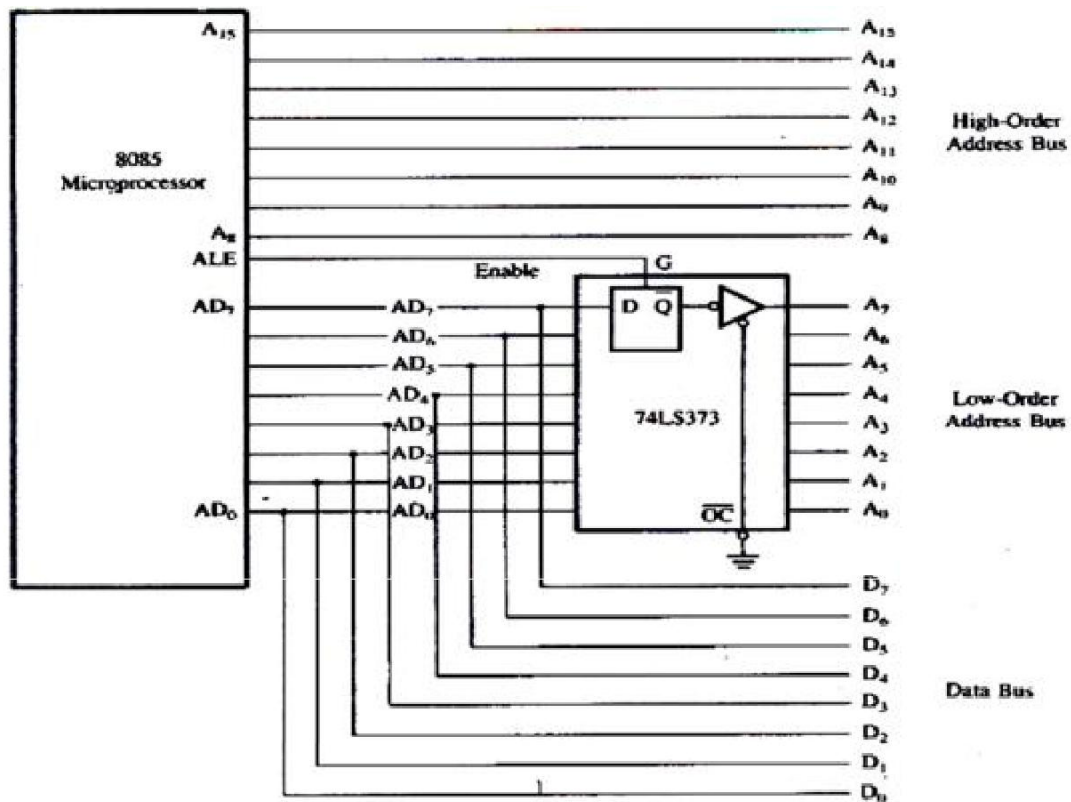 8085
Microprocessor
A₁₅
A₈
ALE
AD₇
AD₀
A₁₅
A₁₄
A₁₃
A₁₂
A₁₁
A₁₀
A₉
A₈
High-Order
Address Bus
Enable
G
AD₇
AD₆
AD₅
AD₄
AD₃
AD₂
AD₁
AD₀
D Q̅
74LS373
O̅C̅
A₇
A₆
A₅
A₄
A₃
A₂
A₁
A₀
Low-Order
Address Bus
D₇
D₆
D₅
D₄
D₃
D₂
D₁
D₀
Data Bus